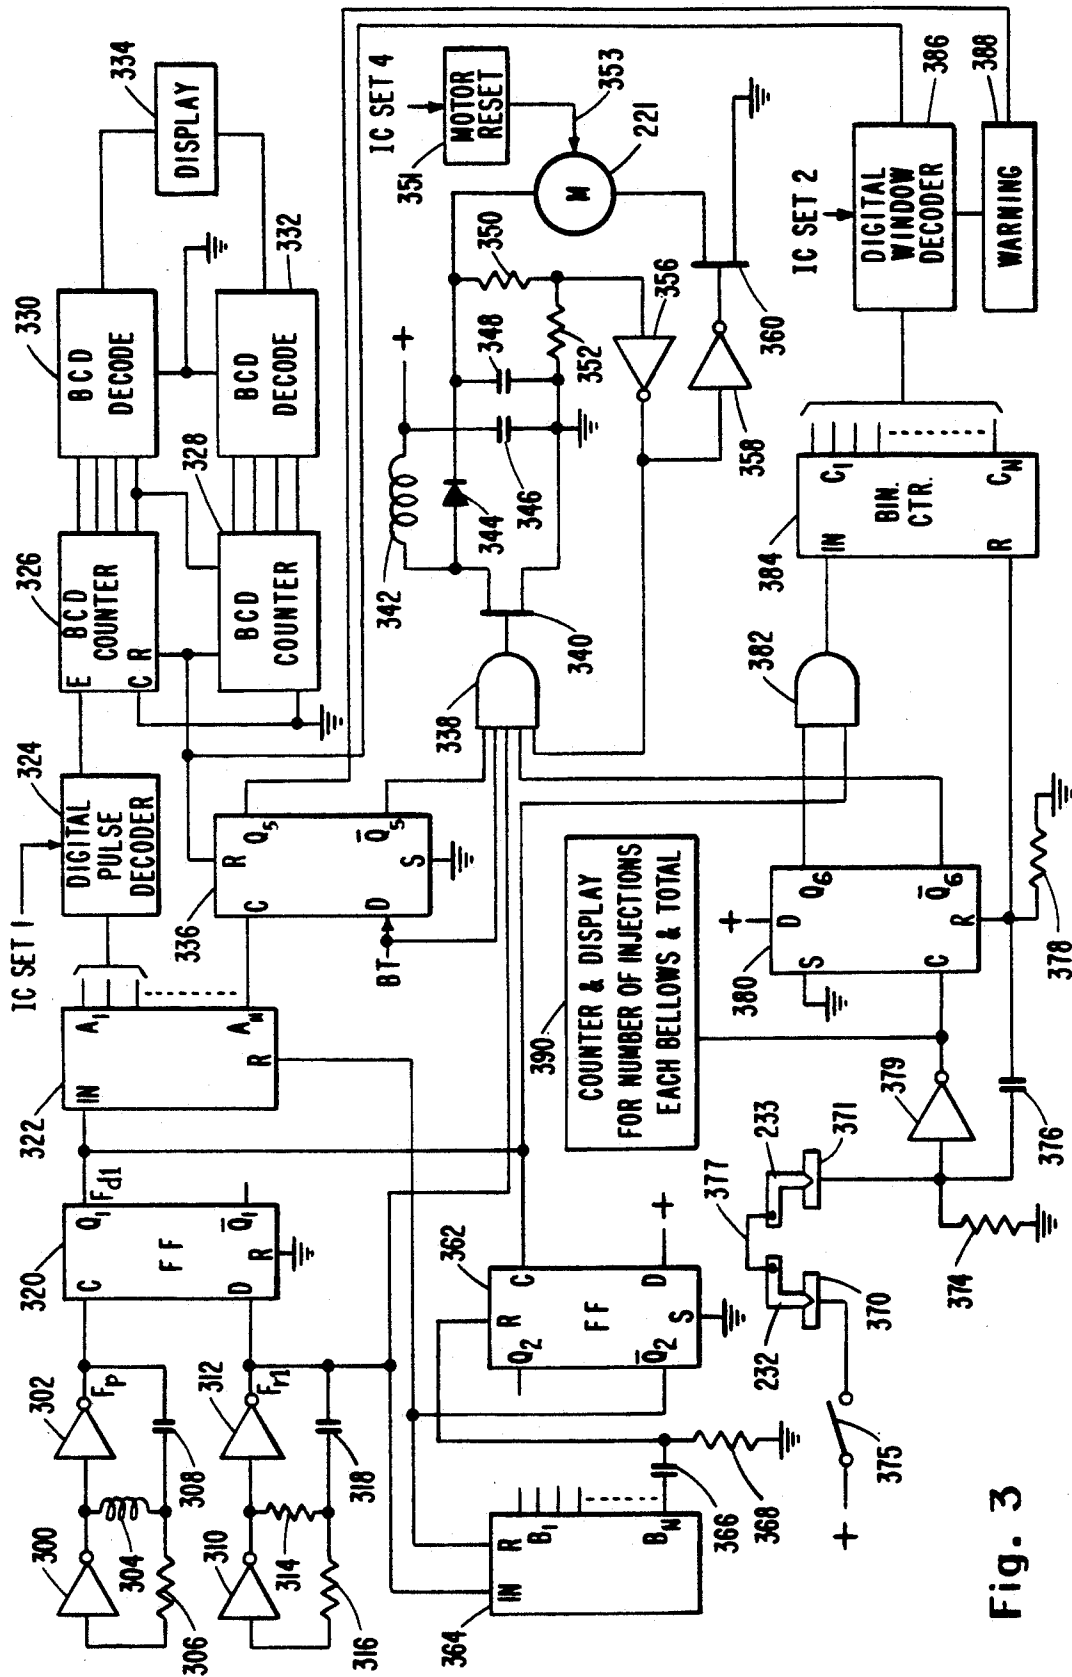 IC SET 1
324
DIGITAL
PULSE
DECODER
326
E
BCD
COUNTER
C R
330
BCD
DECODE
334
DISPLAY
328
BCD
COUNTER
332
BCD
DECODE
322
IN
A1
AN
R
320
C
Q1
Fd1
FF
D
R
Q̄1
300
302
304
306
308
Fp
310
312
314
316
318
Fr1
336
R
Q5
C
Q̄5
D
S
BT
338
340
342
+
344
346
348
350
352
IC SET 4
351
MOTOR
RESET
353
M
221
356
358
360
362
R
C
Q2
FF
Q̄2
D
S
+
364
IN
R
B1
BN
366
368
390
COUNTER & DISPLAY
FOR NUMBER OF INJECTIONS
EACH BELLOWS & TOTAL
380
+
S
D
Q6
C
R
Q̄6
378
382
384
IN
C1
BIN.
CTR.
R
CN
IC SET 2
DIGITAL
WINDOW
DECODER
386
WARNING
388
+
375
232
370
377
233
371
374
379
376
Fig. 3